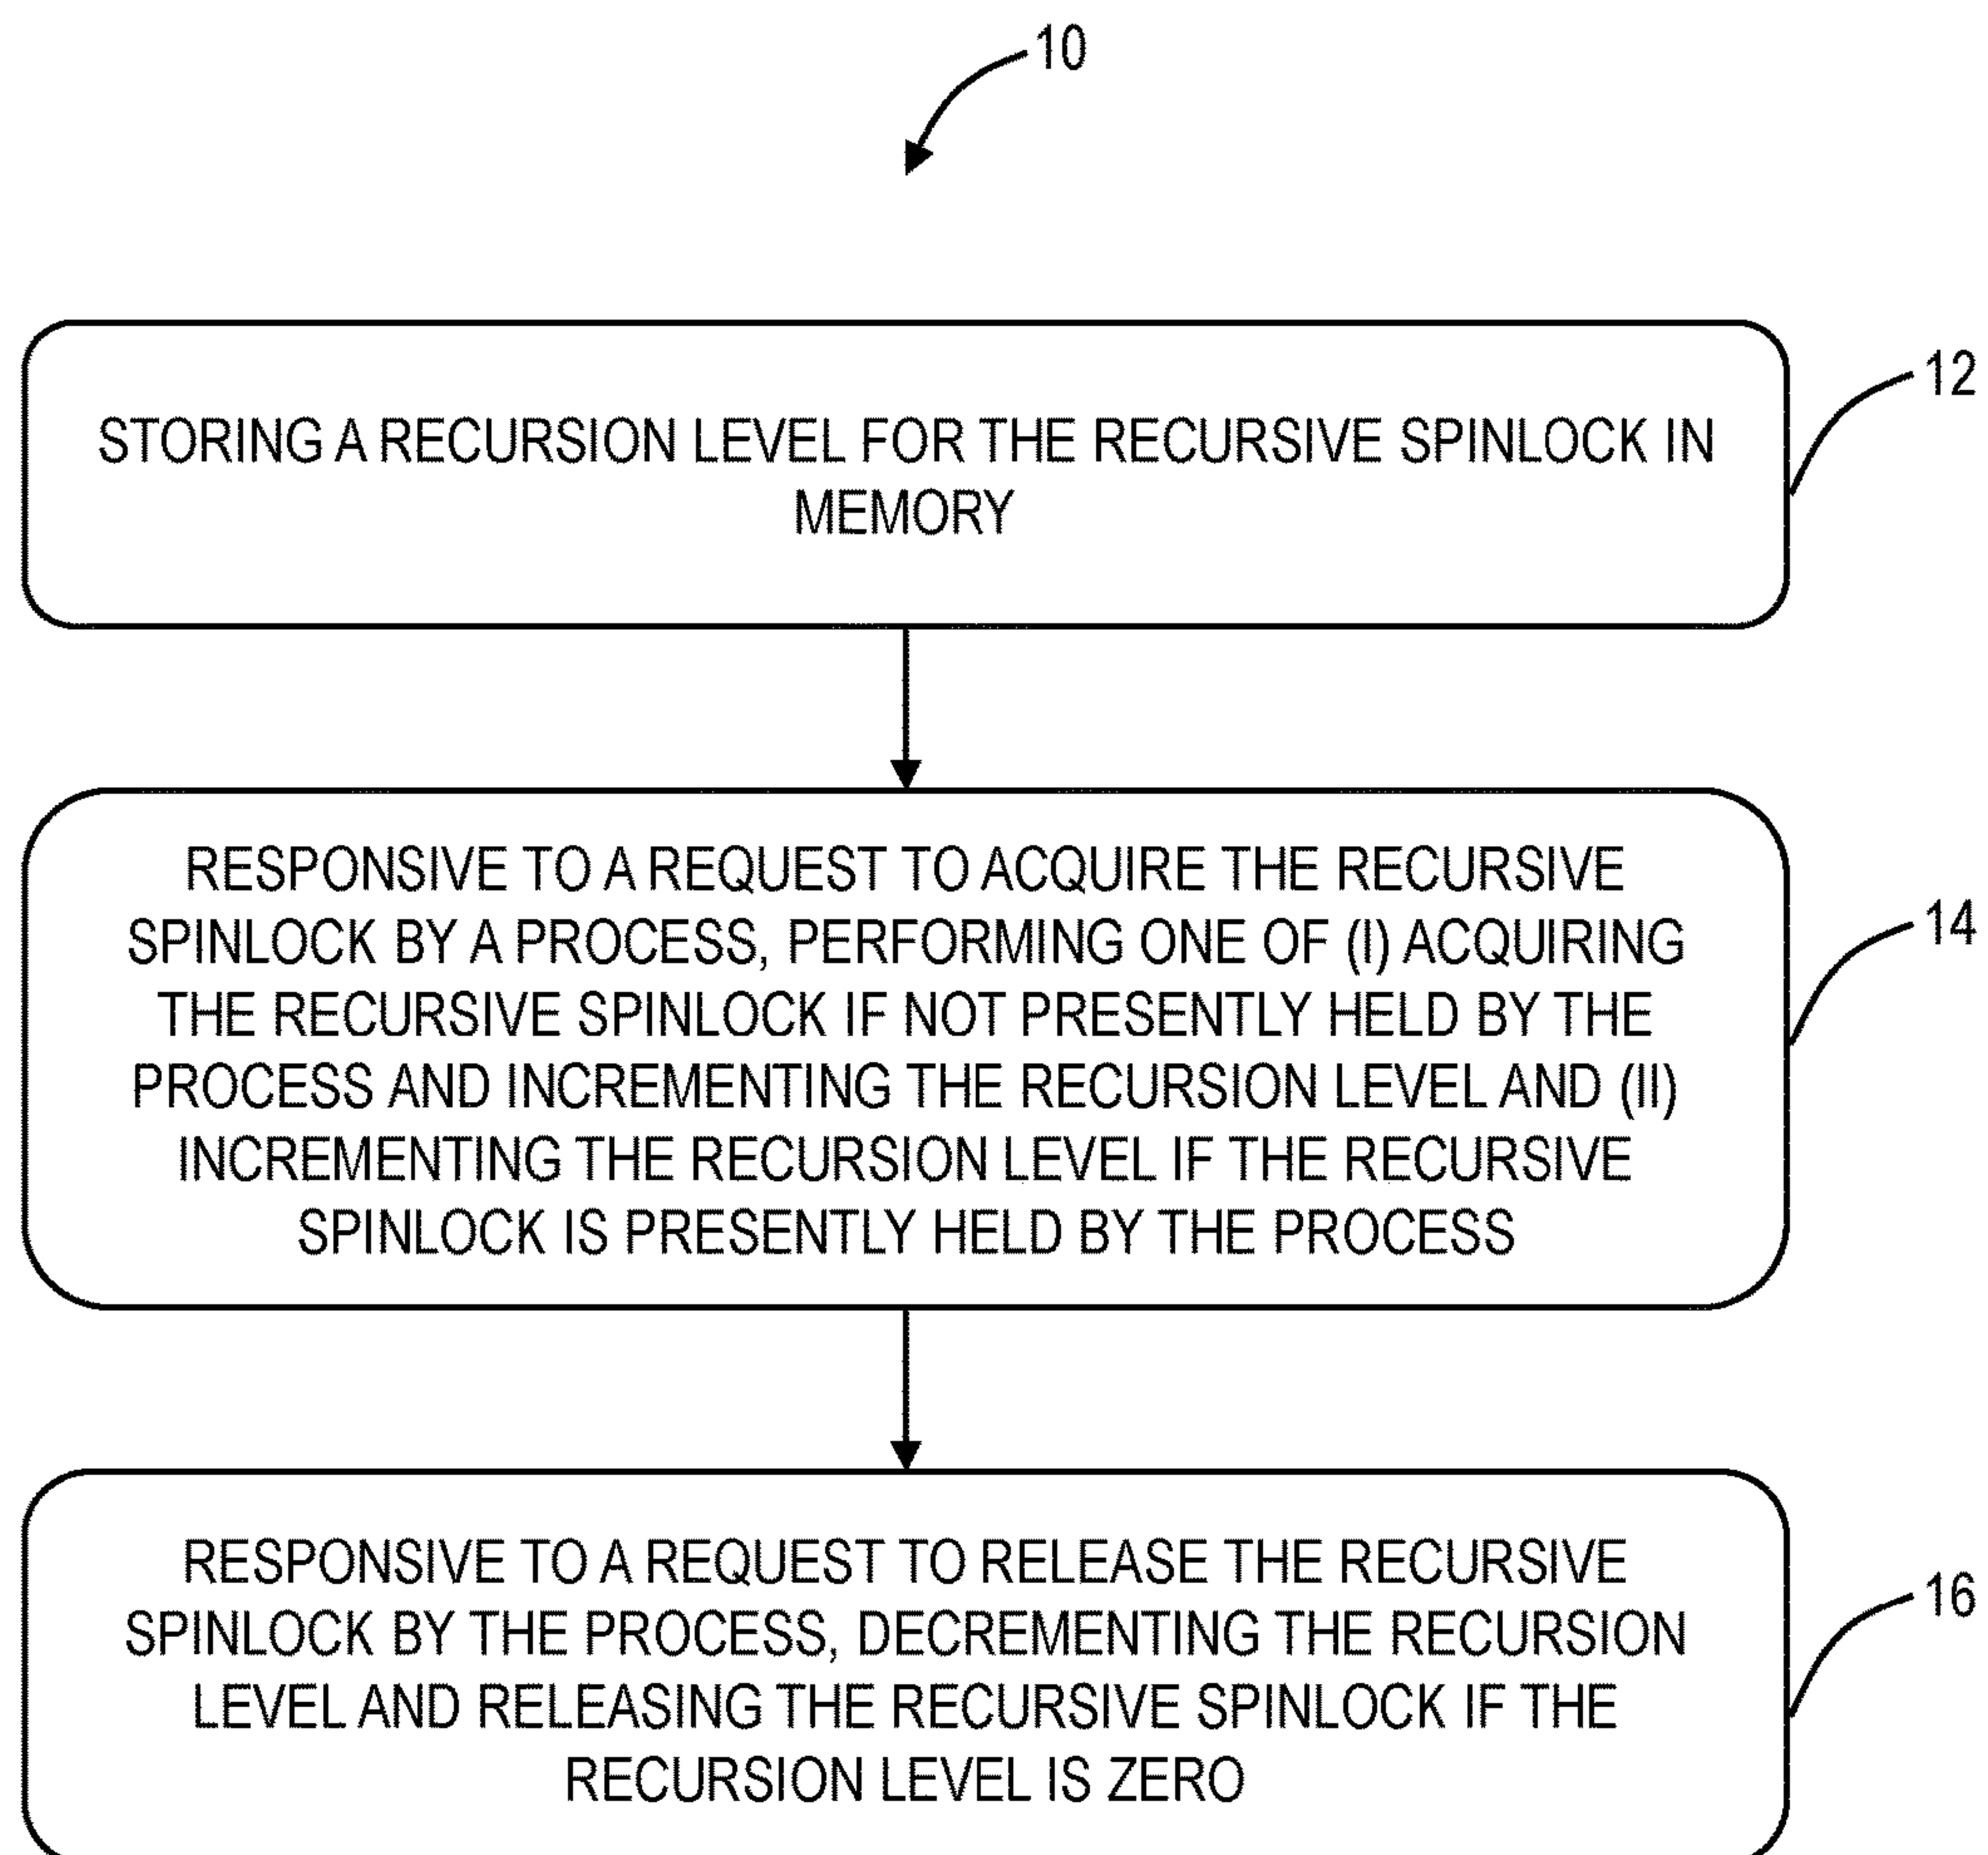 10
STORING A RECURSION LEVEL FOR THE RECURSIVE SPINLOCK IN
MEMORY
12
RESPONSIVE TO A REQUEST TO ACQUIRE THE RECURSIVE
SPINLOCK BY A PROCESS, PERFORMING ONE OF (I) ACQUIRING
THE RECURSIVE SPINLOCK IF NOT PRESENTLY HELD BY THE
PROCESS AND INCREMENTING THE RECURSION LEVEL AND (II)
INCREMENTING THE RECURSION LEVEL IF THE RECURSIVE
SPINLOCK IS PRESENTLY HELD BY THE PROCESS
14
RESPONSIVE TO A REQUEST TO RELEASE THE RECURSIVE
SPINLOCK BY THE PROCESS, DECREMENTING THE RECURSION
LEVEL AND RELEASING THE RECURSIVE SPINLOCK IF THE
RECURSION LEVEL IS ZERO
16